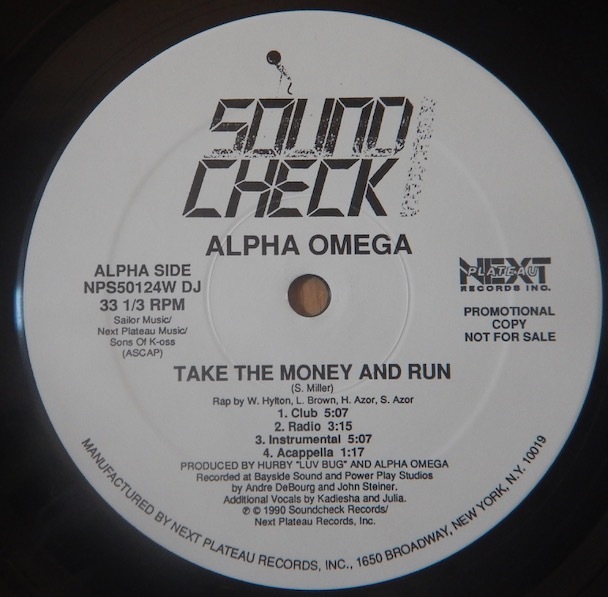 SOUND
CHECK
ALPHA OMEGA
ALPHA SIDE
NPS50124W DJ
33 1/3 RPM
Sailor Music/
Next Plateau Music/
Sons Of K-oss
(ASCAP)
NEXT
PLATEAU
RECORDS INC.
PROMOTIONAL
COPY
NOT FOR SALE
TAKE THE MONEY AND RUN
(S. Miller)
Rap by W. Hylton, L. Brown, H. Azor, S. Azor
1. Club 5:07
2. Radio 3:15
3. Instrumental 5:07
4. Acappella 1:17
PRODUCED BY HURBY "LUV BUG" AND ALPHA OMEGA
Recorded at Bayside Sound and Power Play Studios
by Andre DeBourg and John Steiner.
Additional Vocals by Kadiesha and Julia.
℗ © 1990 Soundcheck Records/
Next Plateau Records, Inc.
MANUFACTURED BY NEXT PLATEAU RECORDS, INC., 1650 BROADWAY, NEW YORK, N.Y. 10019